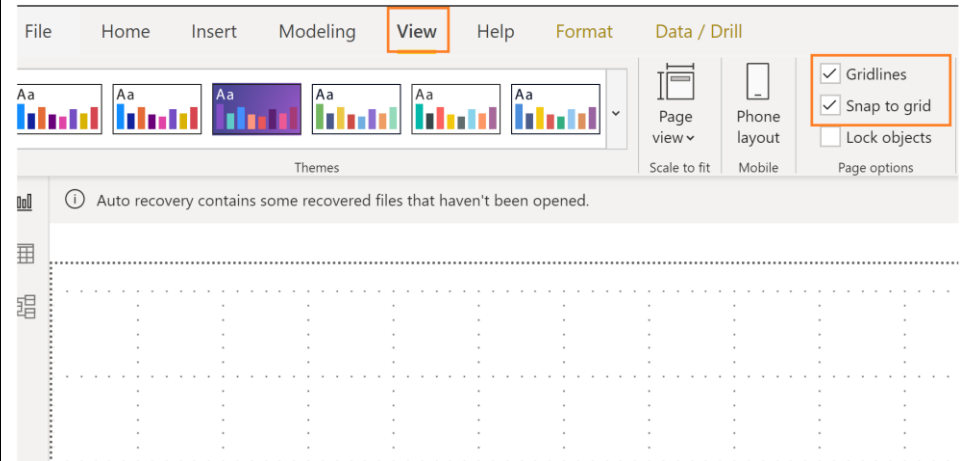 File Home Insert Modeling View Help Format Data / Drill
Aa Aa Aa Aa Aa Aa
Page view
Phone layout
Gridlines
Snap to grid
Lock objects
Themes Scale to fit Mobile Page options
Auto recovery contains some recovered files that haven't been opened.